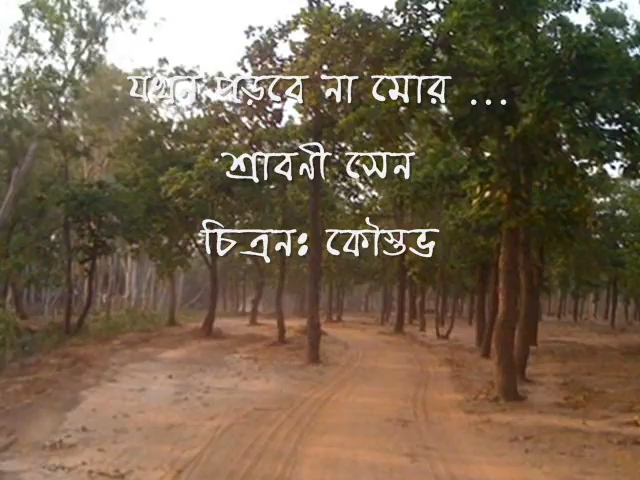 যখন পড়বে না মোর ...
শ্রাবনী সেন
চিত্রন: কৌস্তভ